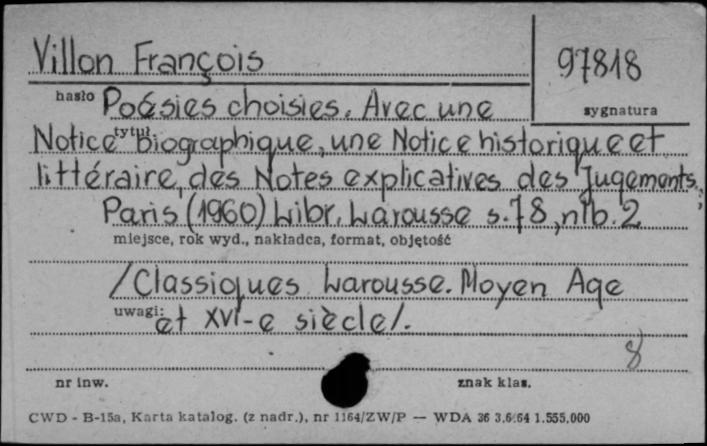 Villon François
97818
hasło Poésies choisies. Avec une
sygnatura
tytuł
Notice biographique, une Notice historique et
littéraire, des Notes explicatives des Jugements.,
Paris (1960) Libr. Larousse s. 78, nlb. 2
miejsce, rok wyd., nakładca, format, objętość
/Classiques Larousse. Moyen Age
uwagi: et XVI-e siècle/.
8
nr inw. znak klas.
CWD - B-15a, Karta katalog. (z nadr.), nr 1164/ZW/P — WDA 36 3.6.64 1.555.000